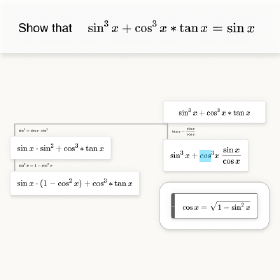 Show that sin³ x + cos³ x ∗ tan x = sin x
sin² x + cos³ x ∗ tan x
sin x · sin² + cos³ ∗ tan x
sin³ x + cos³ x sin x / cos x
sin x · (1 − cos² x) + cos³ ∗ tan x
cos x = √(1 − sin² x)